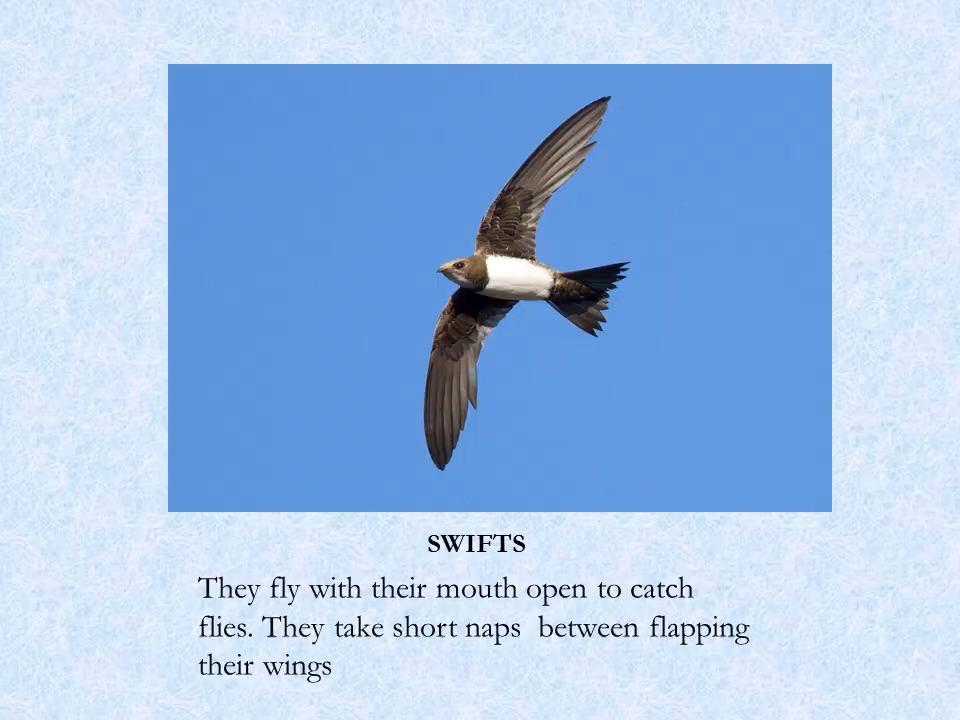 SWIFTS
They fly with their mouth open to catch
flies. They take short naps  between flapping
their wings